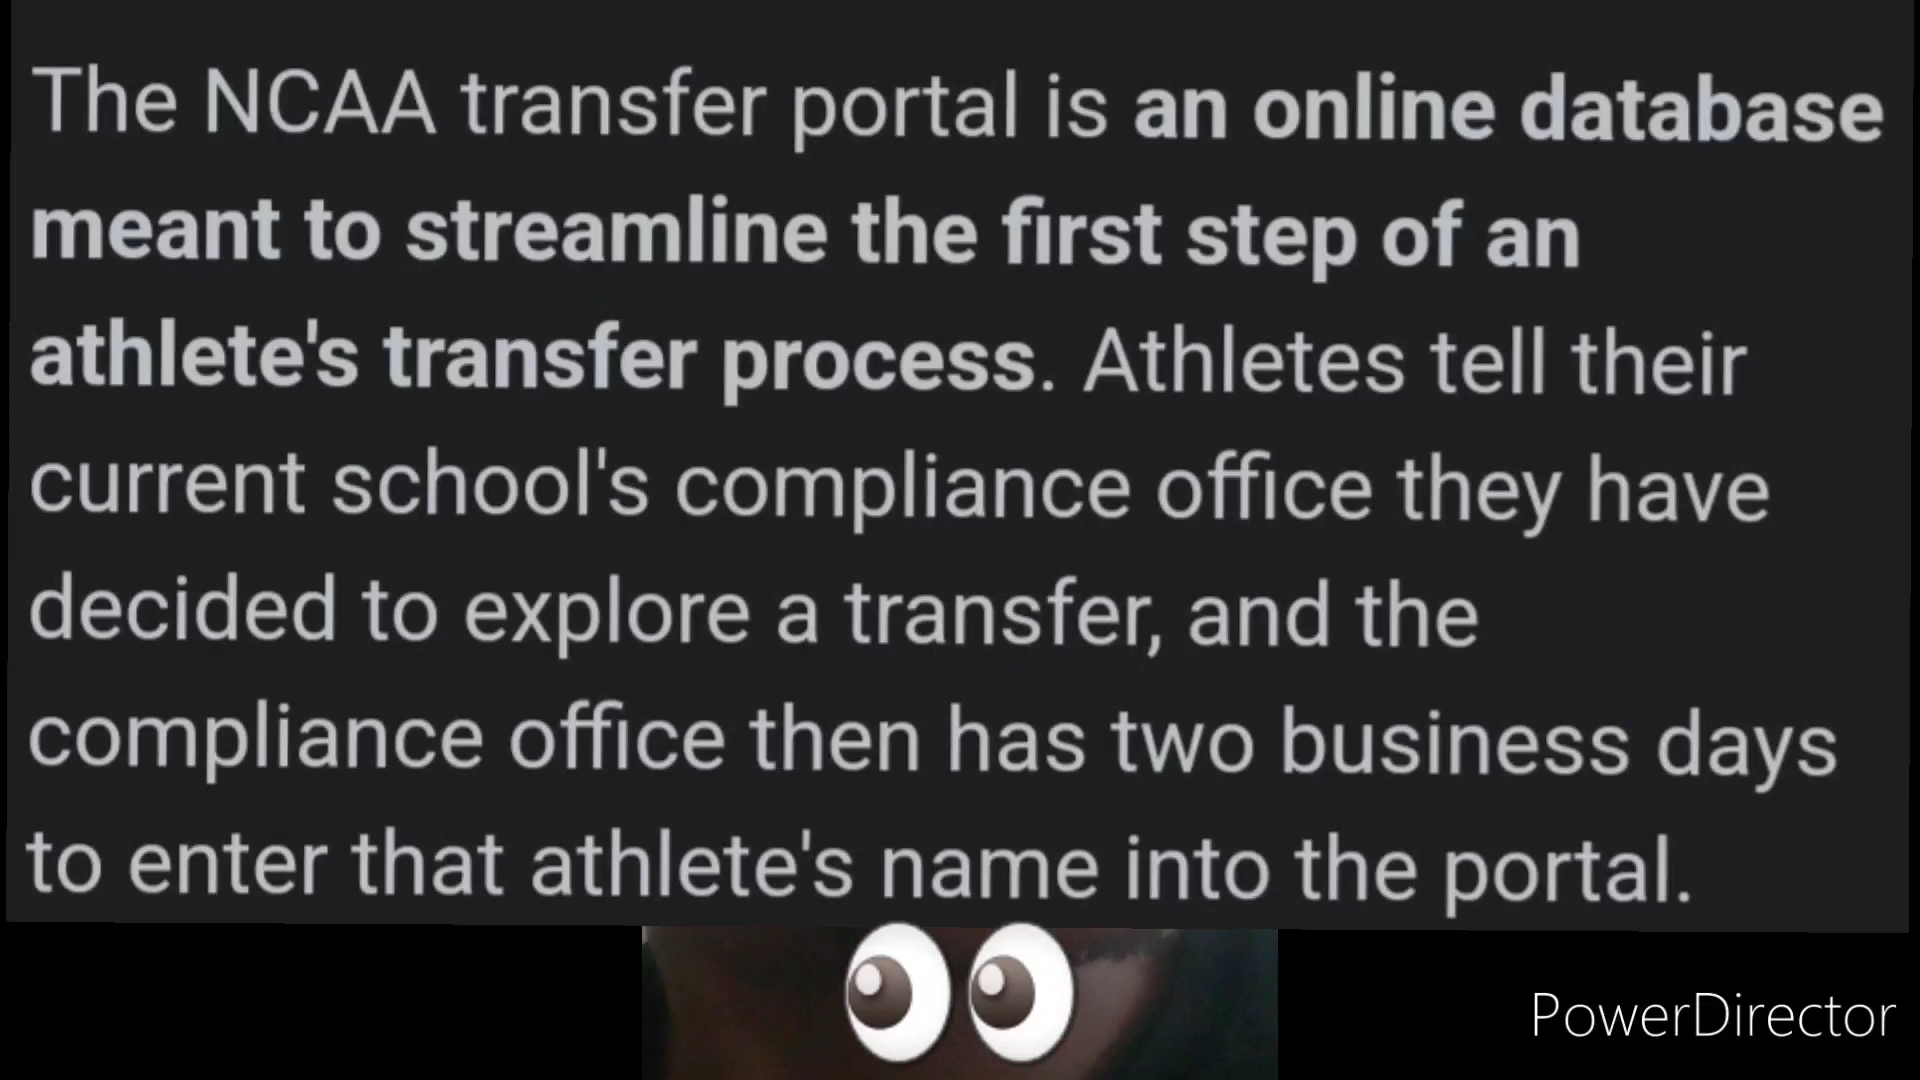 The NCAA transfer portal is an online database
meant to streamline the first step of an
athlete's transfer process. Athletes tell their
current school's compliance office they have
decided to explore a transfer, and the
compliance office then has two business days
to enter that athlete's name into the portal.
PowerDirector